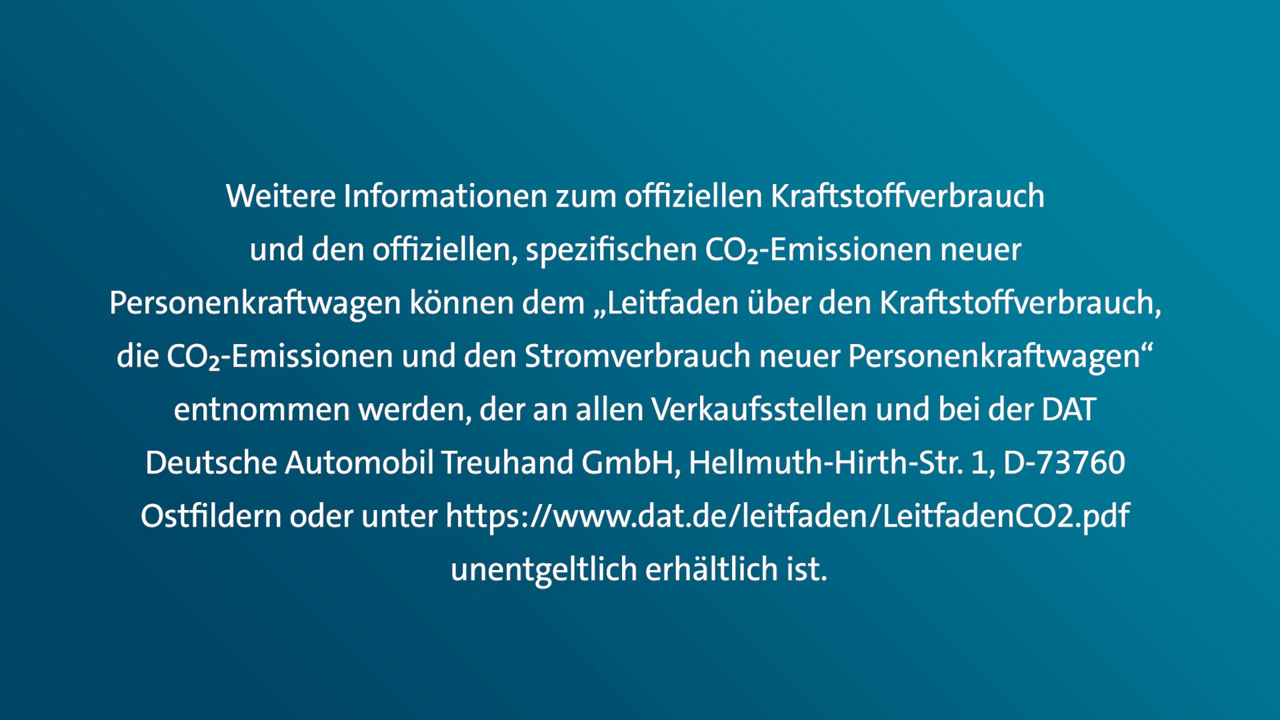 Weitere Informationen zum offiziellen Kraftstoffverbrauch
und den offiziellen, spezifischen CO₂-Emissionen neuer
Personenkraftwagen können dem „Leitfaden über den Kraftstoffverbrauch,
die CO₂-Emissionen und den Stromverbrauch neuer Personenkraftwagen“
entnommen werden, der an allen Verkaufsstellen und bei der DAT
Deutsche Automobil Treuhand GmbH, Hellmuth-Hirth-Str. 1, D-73760
Ostfildern oder unter https://www.dat.de/leitfaden/LeitfadenCO2.pdf
unentgeltlich erhältlich ist.